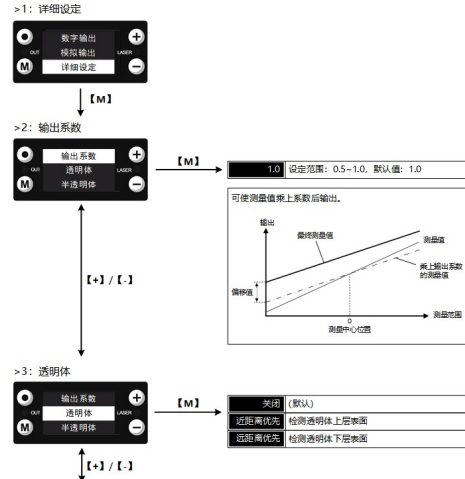 >1: 详细设定
数字输出
模拟输出
详细设定
OUT
LASER
M
【M】
>2: 输出系数
输出系数
透明体
半透明体
OUT
LASER
M
【M】
1.0 设定范围: 0.5~1.0, 默认值: 1.0
可使测量值乘上系数后输出。
输出
最终测量值
测量值
乘上输出系数
的测量值
偏移值
测量范围
0
测量中心位置
【+】/【-】
>3: 透明体
输出系数
透明体
半透明体
OUT
LASER
M
【M】
关闭 (默认)
近距离优先 检测透明体上层表面
远距离优先 检测透明体下层表面
【+】/【-】